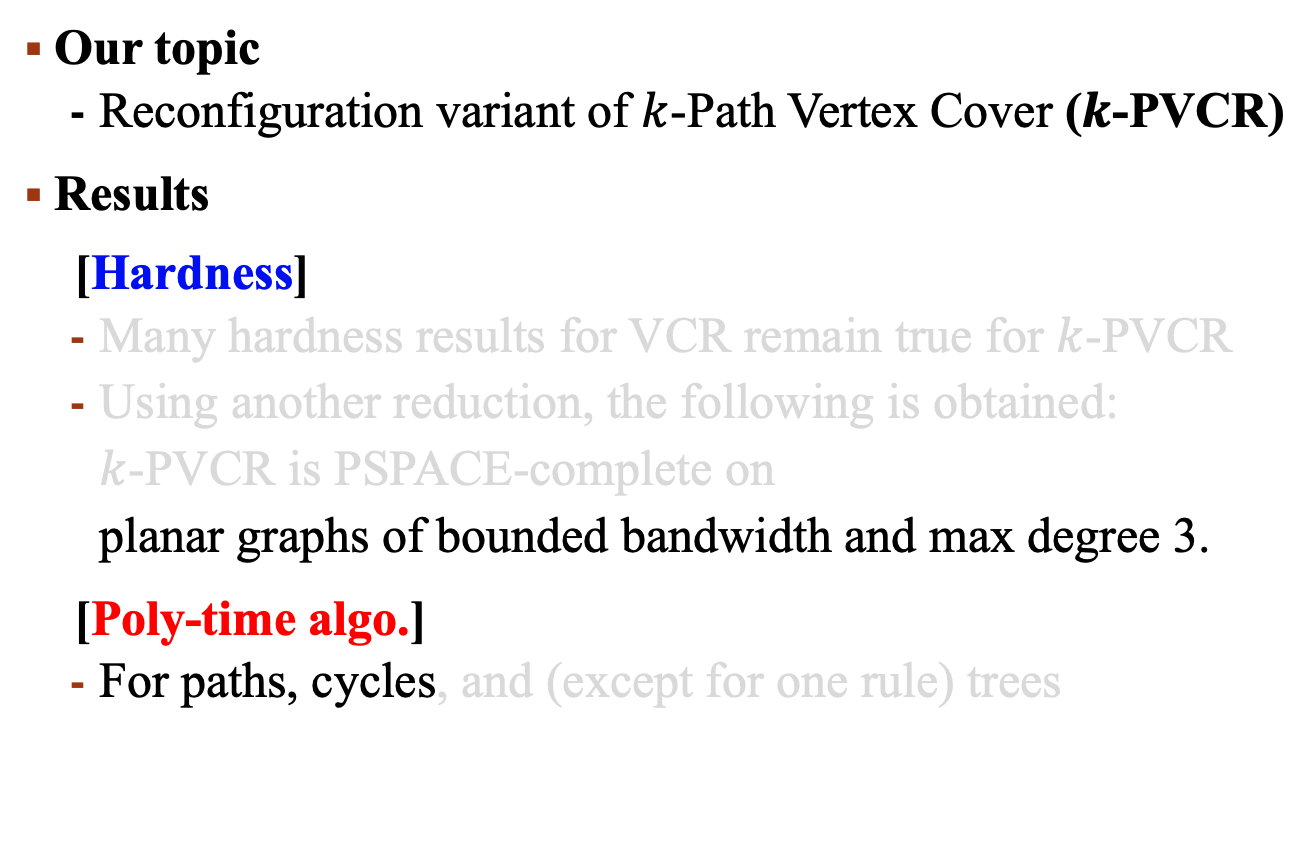 ▪ Our topic
- Reconfiguration variant of k-Path Vertex Cover (k-PVCR)
▪ Results
[Hardness]
- Many hardness results for VCR remain true for k-PVCR
- Using another reduction, the following is obtained:
k-PVCR is PSPACE-complete on
planar graphs of bounded bandwidth and max degree 3.
[Poly-time algo.]
- For paths, cycles, and (except for one rule) trees